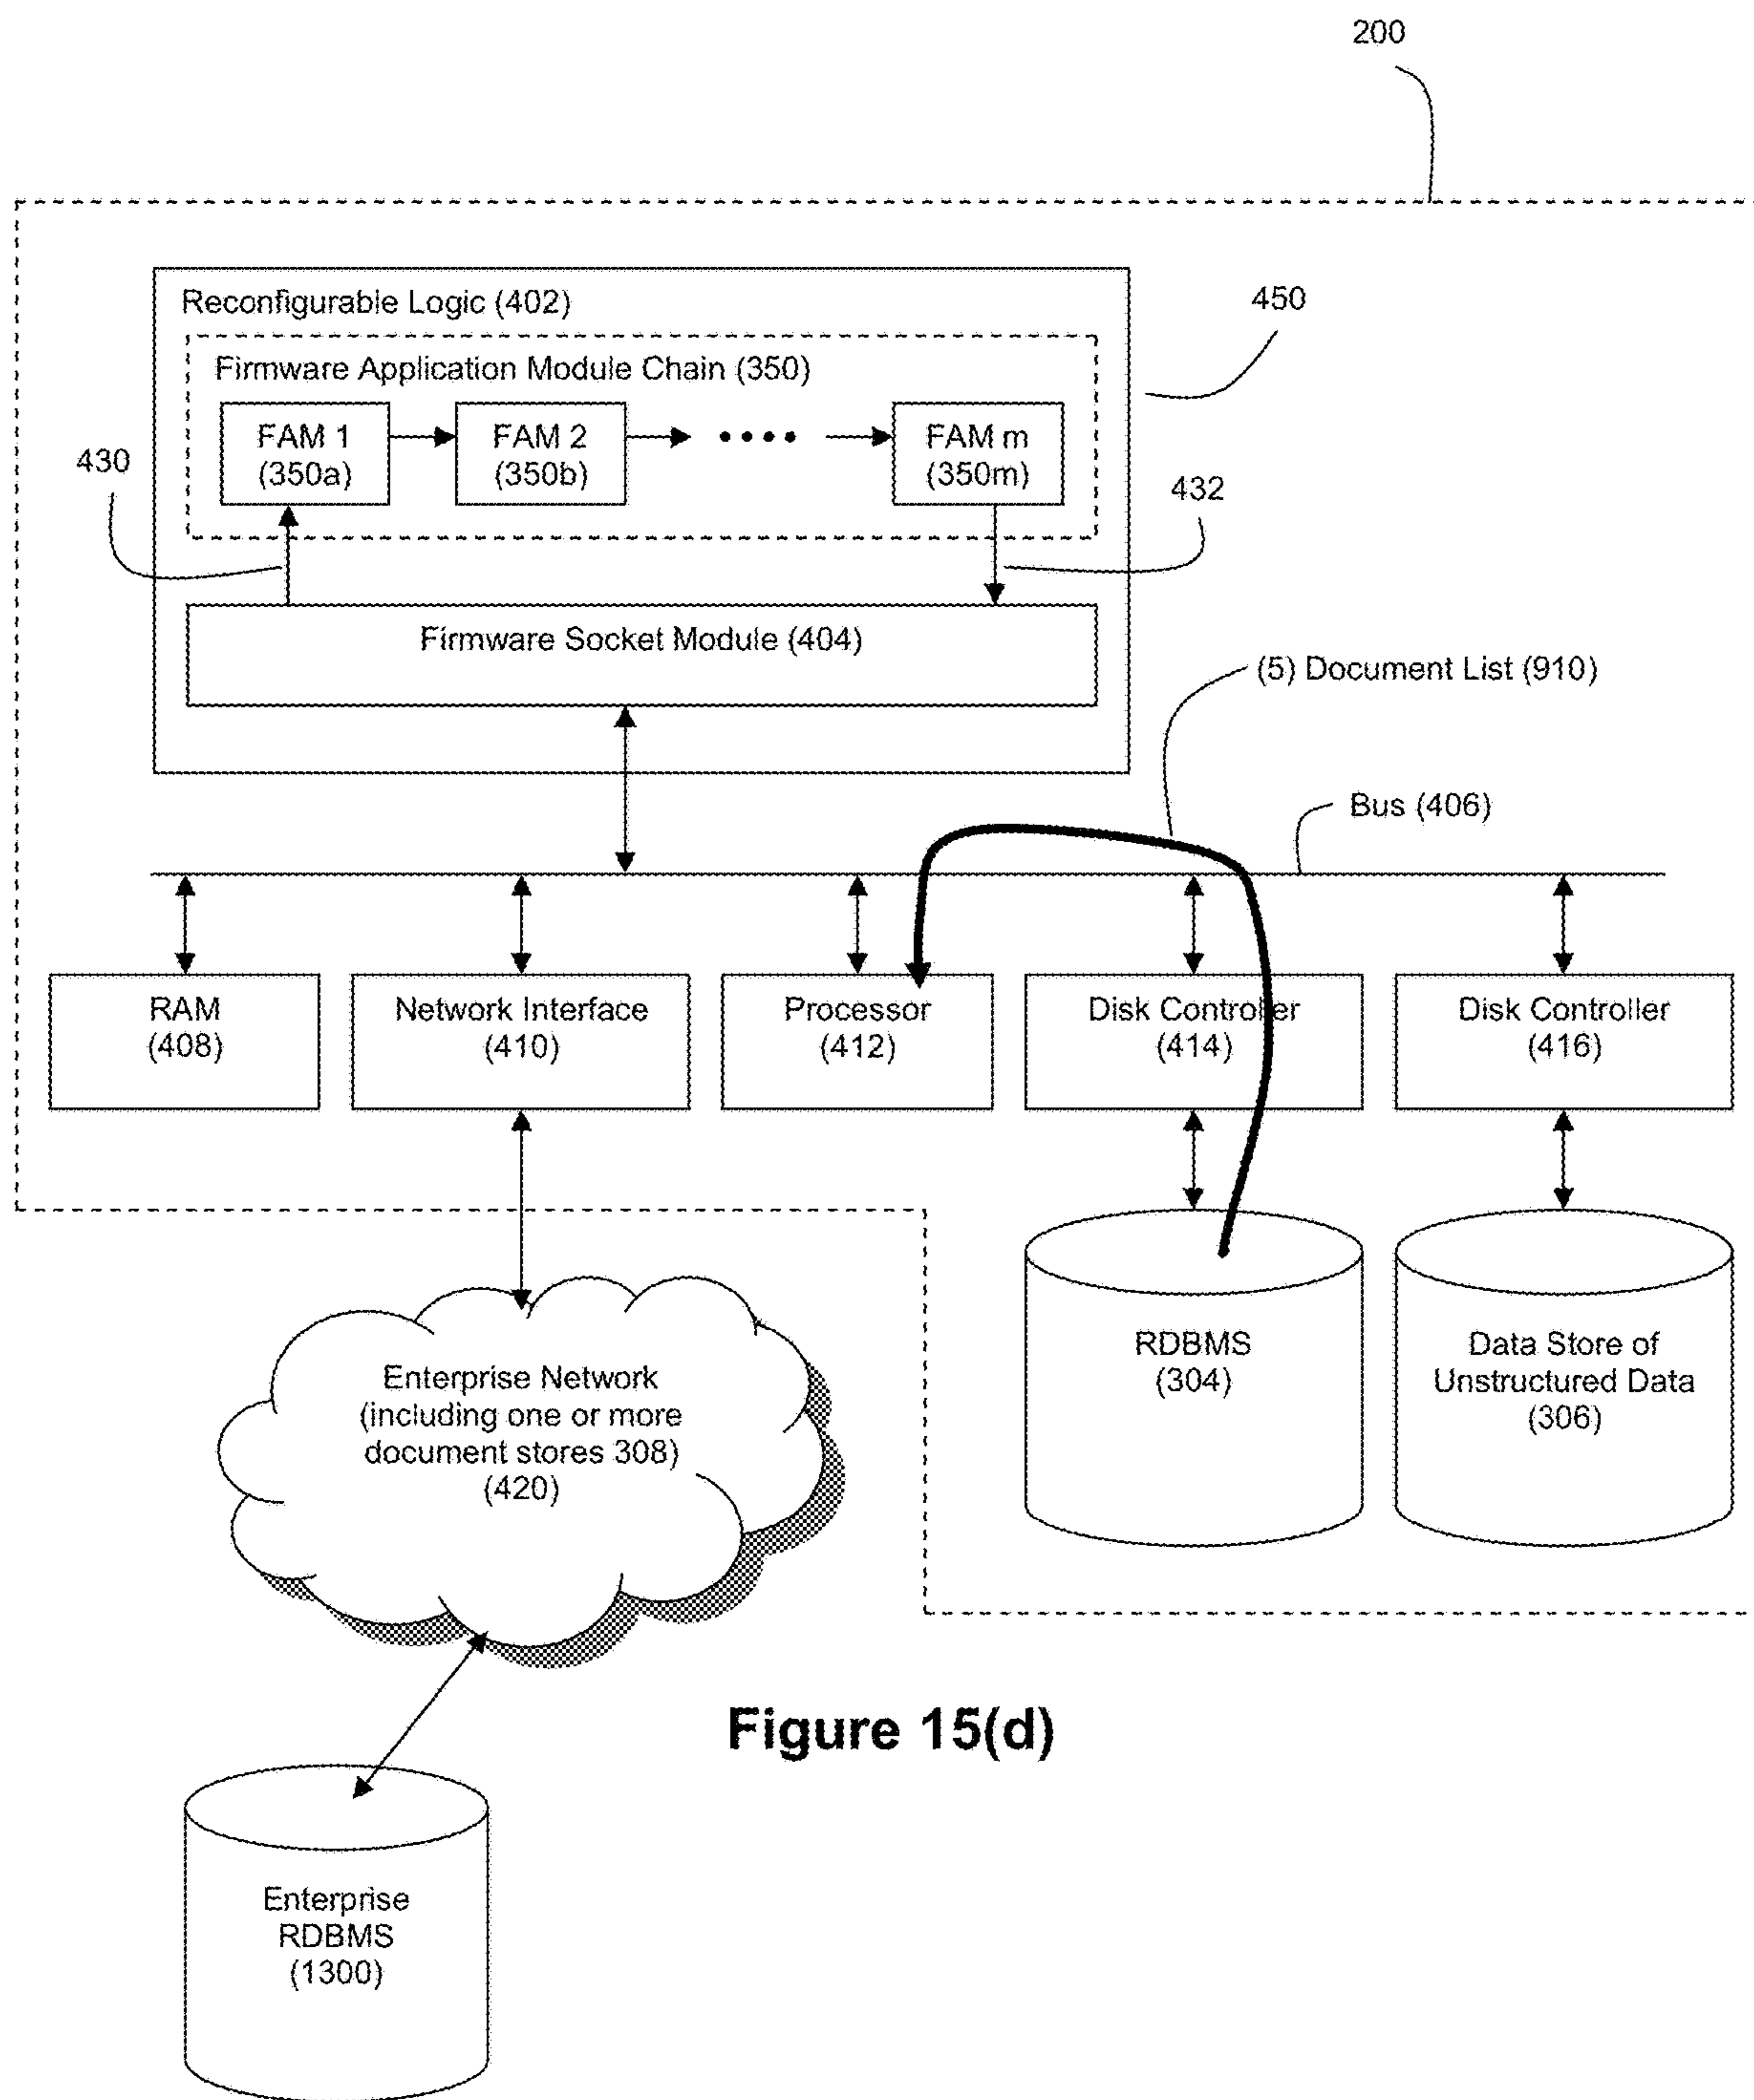 200
Reconfigurable Logic (402)
450
Firmware Application Module Chain (350)
FAM 1
(350a)
FAM 2
(350b)
FAM m
(350m)
430
432
Firmware Socket Module (404)
(5) Document List (910)
Bus (406)
RAM
(408)
Network Interface
(410)
Processor
(412)
Disk Controller
(414)
Disk Controller
(416)
Enterprise Network
(including one or more
document stores 308)
(420)
RDBMS
(304)
Data Store of
Unstructured Data
(306)
Figure 15(d)
Enterprise
RDBMS
(1300)